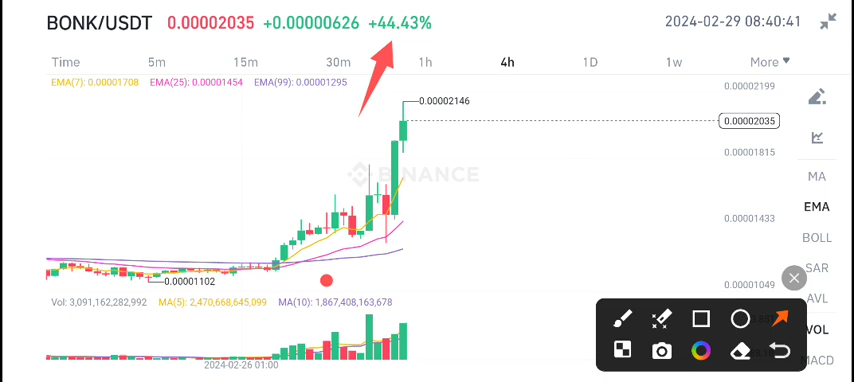 BONK/USDT 0.00002035 +0.00000626 +44.43% 2024-02-29 08:40:41
Time 5m 15m 30m 1h 4h 1D 1w More
EMA(7): 0.00001708 EMA(25): 0.00001454 EMA(99): 0.00001295
0.00002199
0.00002146
0.00002035
0.00001815
BINANCE
MA
EMA
0.00001433
BOLL
SAR
0.00001102
0.00001049
AVL
Vol: 3,091,162,282,992 MA(5): 2,470,668,645,099 MA(10): 1,867,408,163,678
VOL
MACD
2024-02-26 01:00